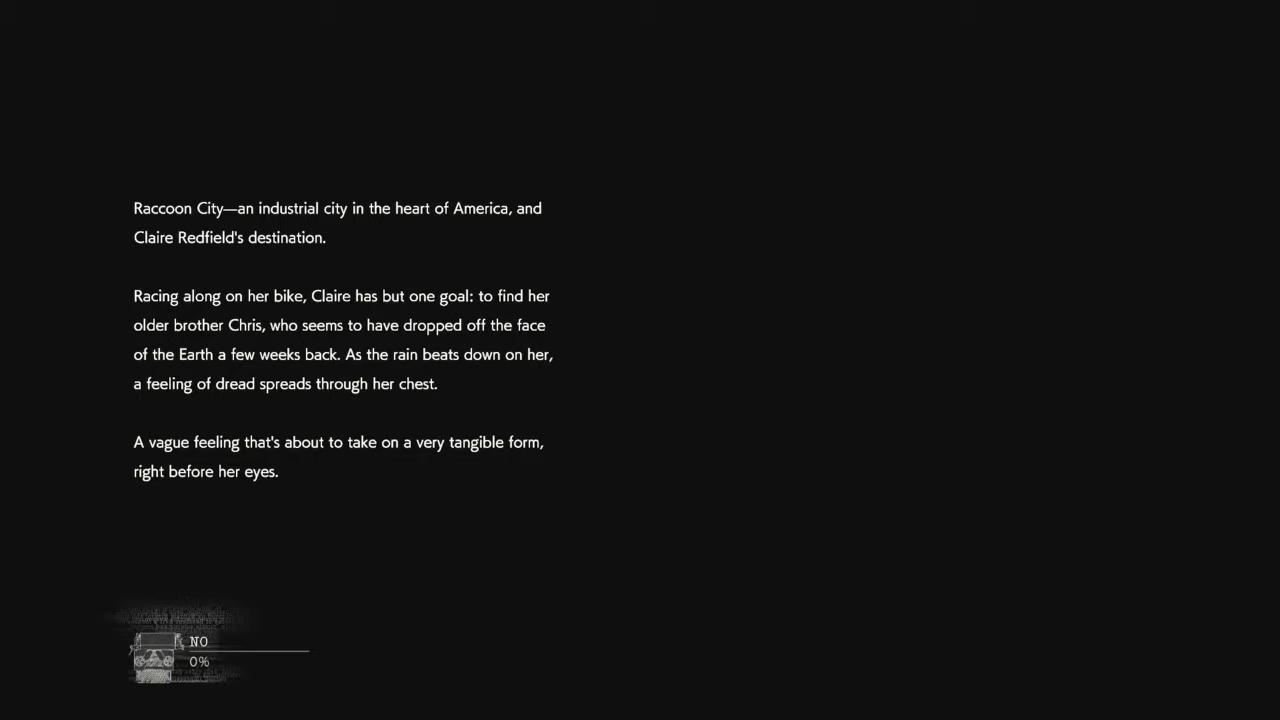 Raccoon City—an industrial city in the heart of America, and
Claire Redfield's destination.
Racing along on her bike, Claire has but one goal: to find her
older brother Chris, who seems to have dropped off the face
of the Earth a few weeks back. As the rain beats down on her,
a feeling of dread spreads through her chest.
A vague feeling that's about to take on a very tangible form,
right before her eyes.
NO
0%